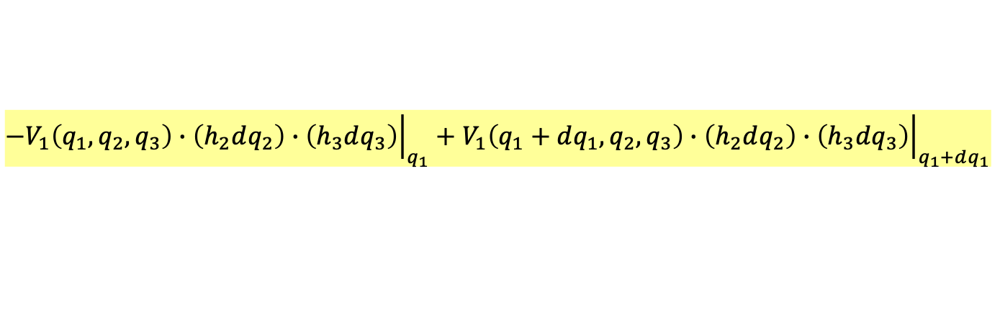 −V₁(q₁, q₂, q₃) · (h₂dq₂) · (h₃dq₃)|_{q₁} + V₁(q₁ + dq₁, q₂, q₃) · (h₂dq₂) · (h₃dq₃)|_{q₁+dq₁}